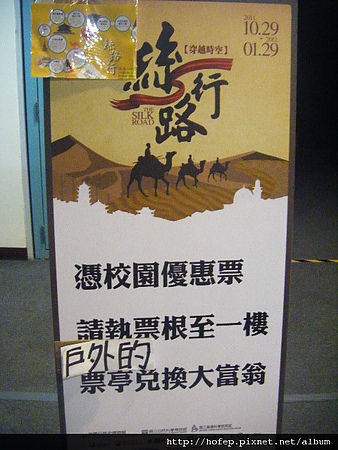 2011
10.29
2012
01.29
【穿越時空】
絲路行
THE
SILK
ROAD
憑校園優惠票
請執票根至一樓
戶外的
票亭兌換大富翁
http://hofep.pixnet.net/album